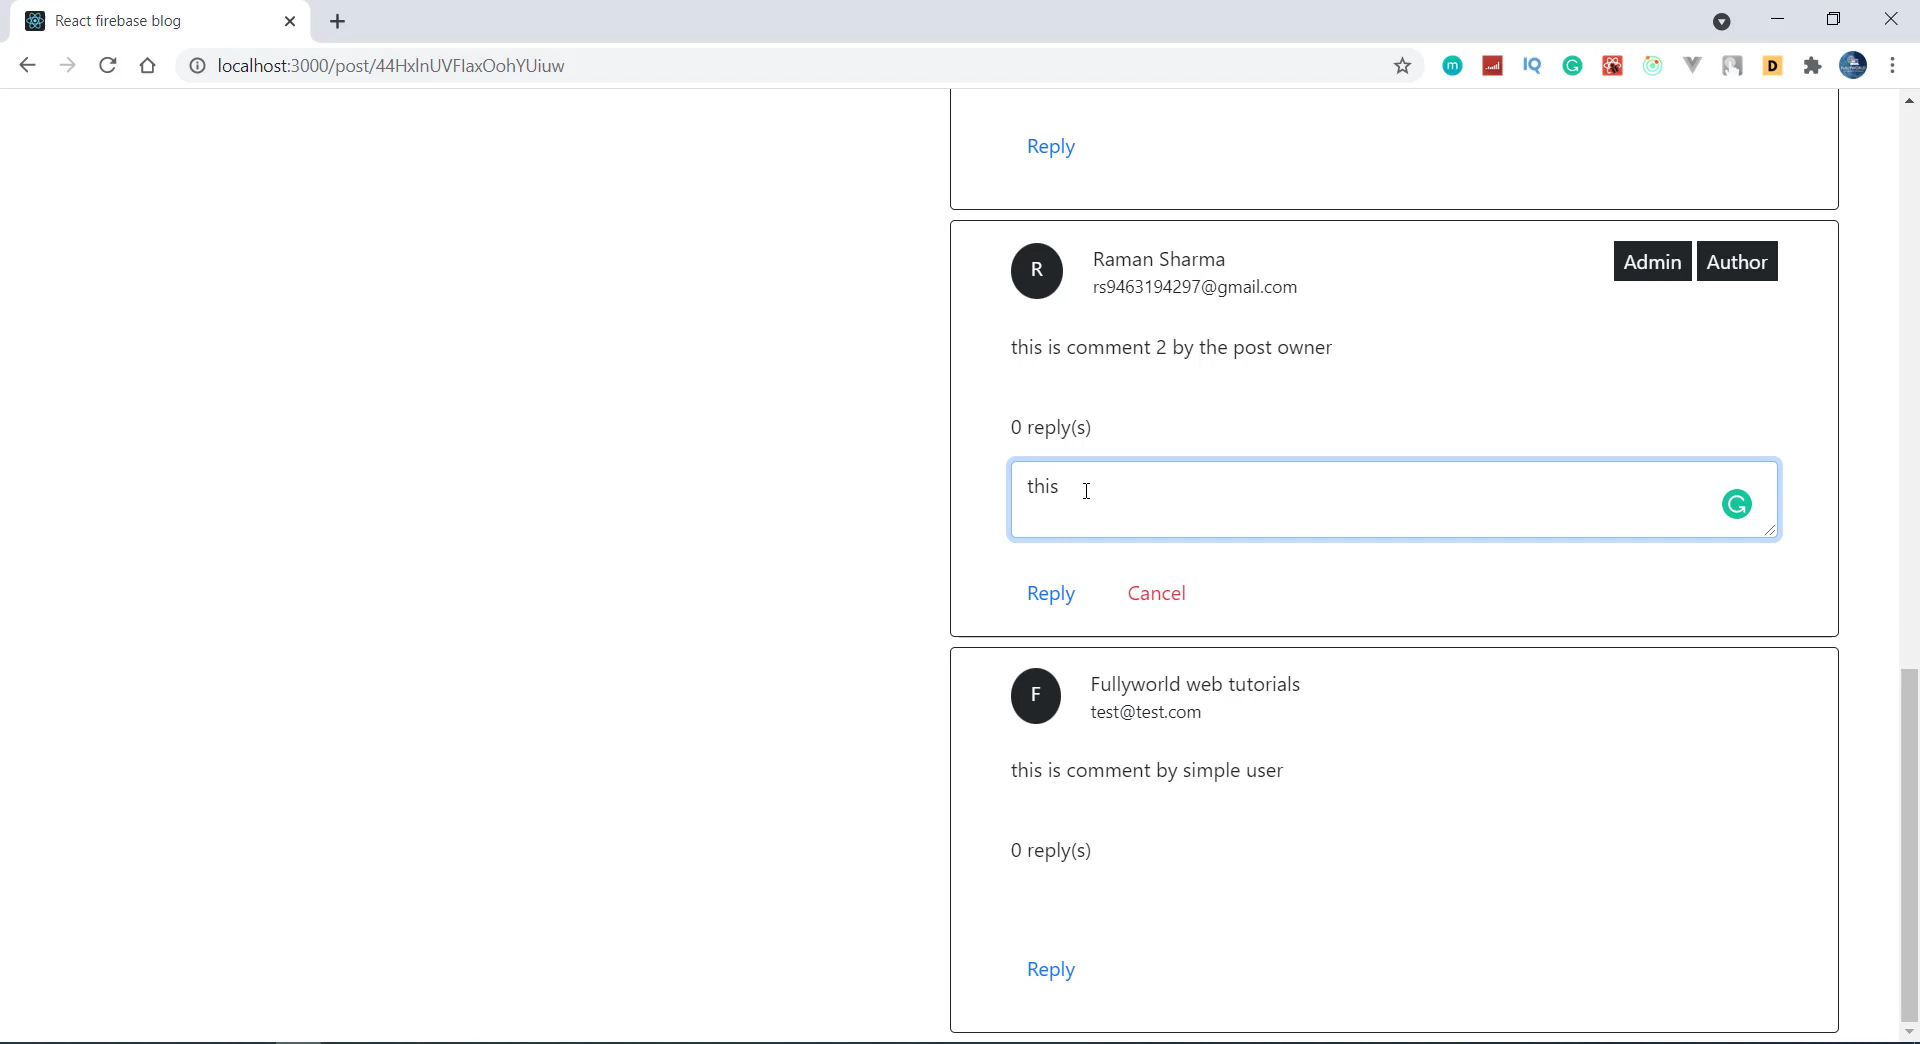 React firebase blog
localhost:3000/post/44HxlnUVFlaxOohYUiuw
m
IQ
G
D
Reply
R
Raman Sharma
rs9463194297@gmail.com
Admin
Author
this is comment 2 by the post owner
0 reply(s)
this
G
Reply
Cancel
F
Fullyworld web tutorials
test@test.com
this is comment by simple user
0 reply(s)
Reply